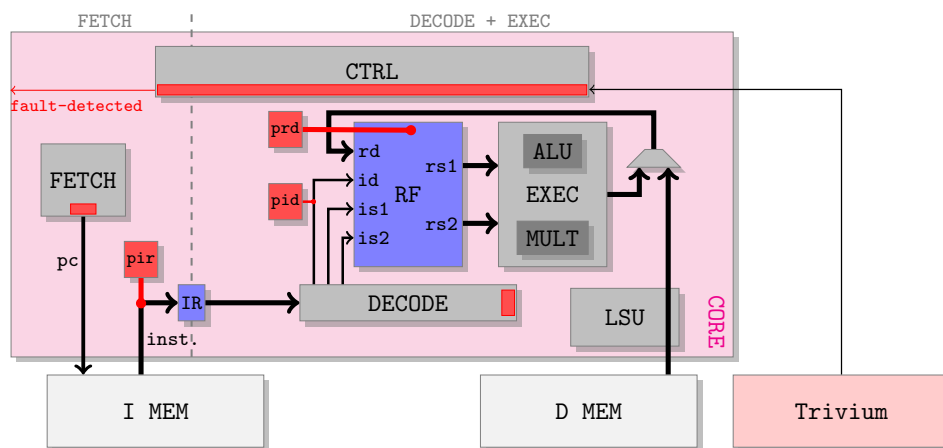 FETCH
DECODE + EXEC
CTRL
fault-detected
prd
rd
rs1
ALU
FETCH
id
RF
EXEC
pid
is1
rs2
is2
MULT
pc
pir
IR
DECODE
LSU
CORE
inst.
I MEM
D MEM
Trivium